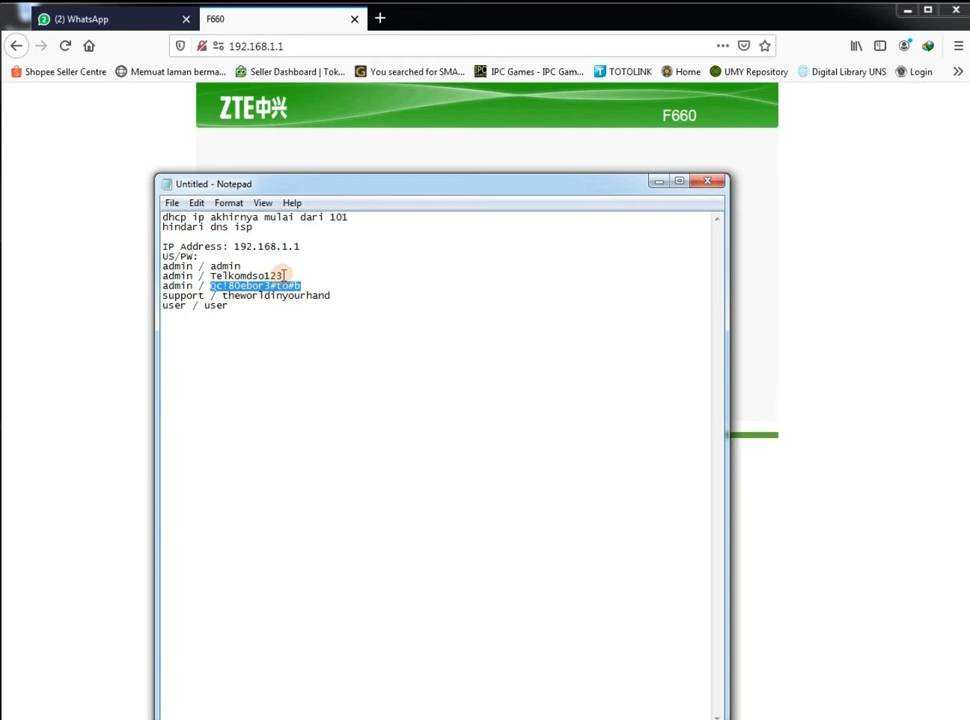 (2) WhatsApp
F660
192.168.1.1
Shopee Seller Centre
Memuat laman berma...
Seller Dashboard | Tok...
You searched for SMA...
IPC Games - IPC Gam...
TOTOLINK
Home
UMY Repository
Digital Library UNS
Login
ZTE中兴
F660
Untitled - Notepad
File Edit Format View Help
dhcp ip akhirnya mulai dari 101
hindari dns isp
IP Address: 192.168.1.1
US/PW:
admin / admin
admin / Telkomdso123
admin / Qc!80ebor3#to#b
support / theworldinyourhand
user / user